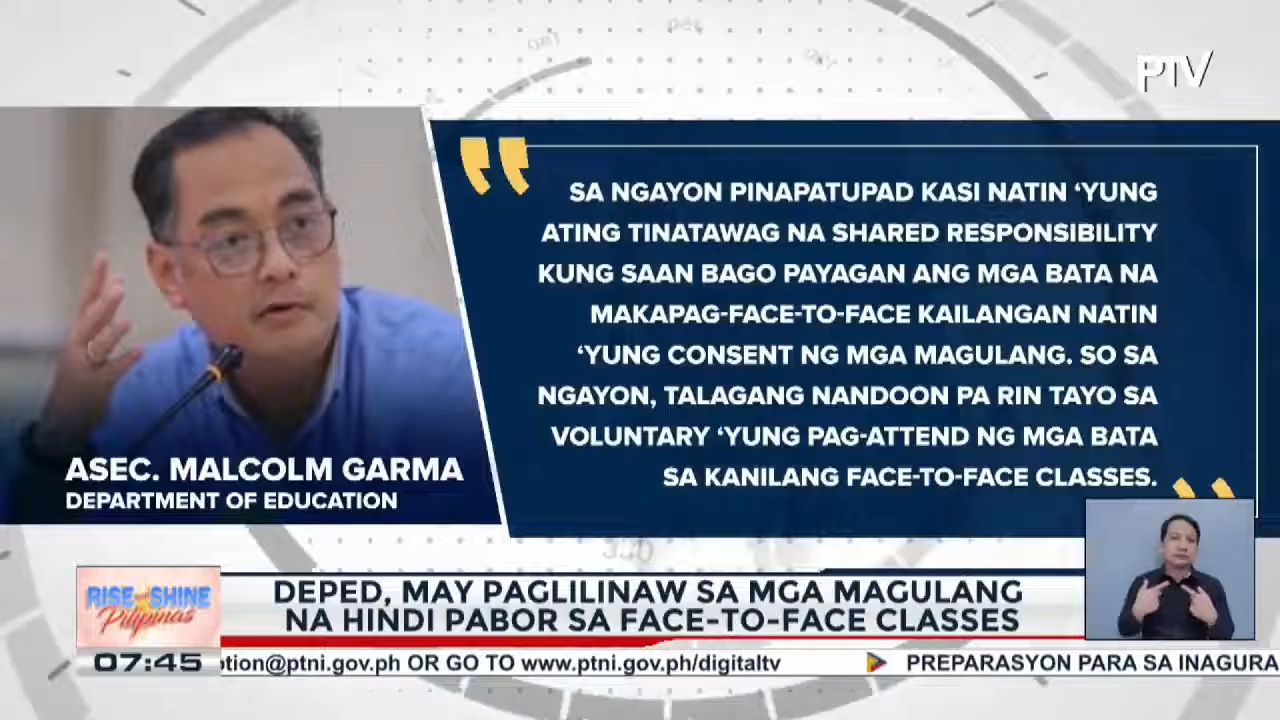 PTV
SA NGAYON PINAPATUPAD KASI NATIN ‘YUNG
ATING TINATAWAG NA SHARED RESPONSIBILITY
KUNG SAAN BAGO PAYAGAN ANG MGA BATA NA
MAKAPAG-FACE-TO-FACE KAILANGAN NATIN
‘YUNG CONSENT NG MGA MAGULANG. SO SA
NGAYON, TALAGANG NANDOON PA RIN TAYO SA
VOLUNTARY ‘YUNG PAG-ATTEND NG MGA BATA
SA KANILANG FACE-TO-FACE CLASSES.
ASEC. MALCOLM GARMA
DEPARTMENT OF EDUCATION
RISE SHINE
Pilipinas
DEPED, MAY PAGLILINAW SA MGA MAGULANG
NA HINDI PABOR SA FACE-TO-FACE CLASSES
07:45 ption@ptni.gov.ph OR GO TO www.ptni.gov.ph/digitaltv PREPARASYON PARA SA INAGURA